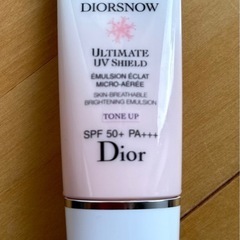 DIORSNOW
ULTIMATE
UV SHIELD
ÉMULSION ÉCLAT
MICRO-AÉRÉE
SKIN-BREATHABLE
BRIGHTENING EMULSION
TONE UP
SPF 50+ PA+++
Dior